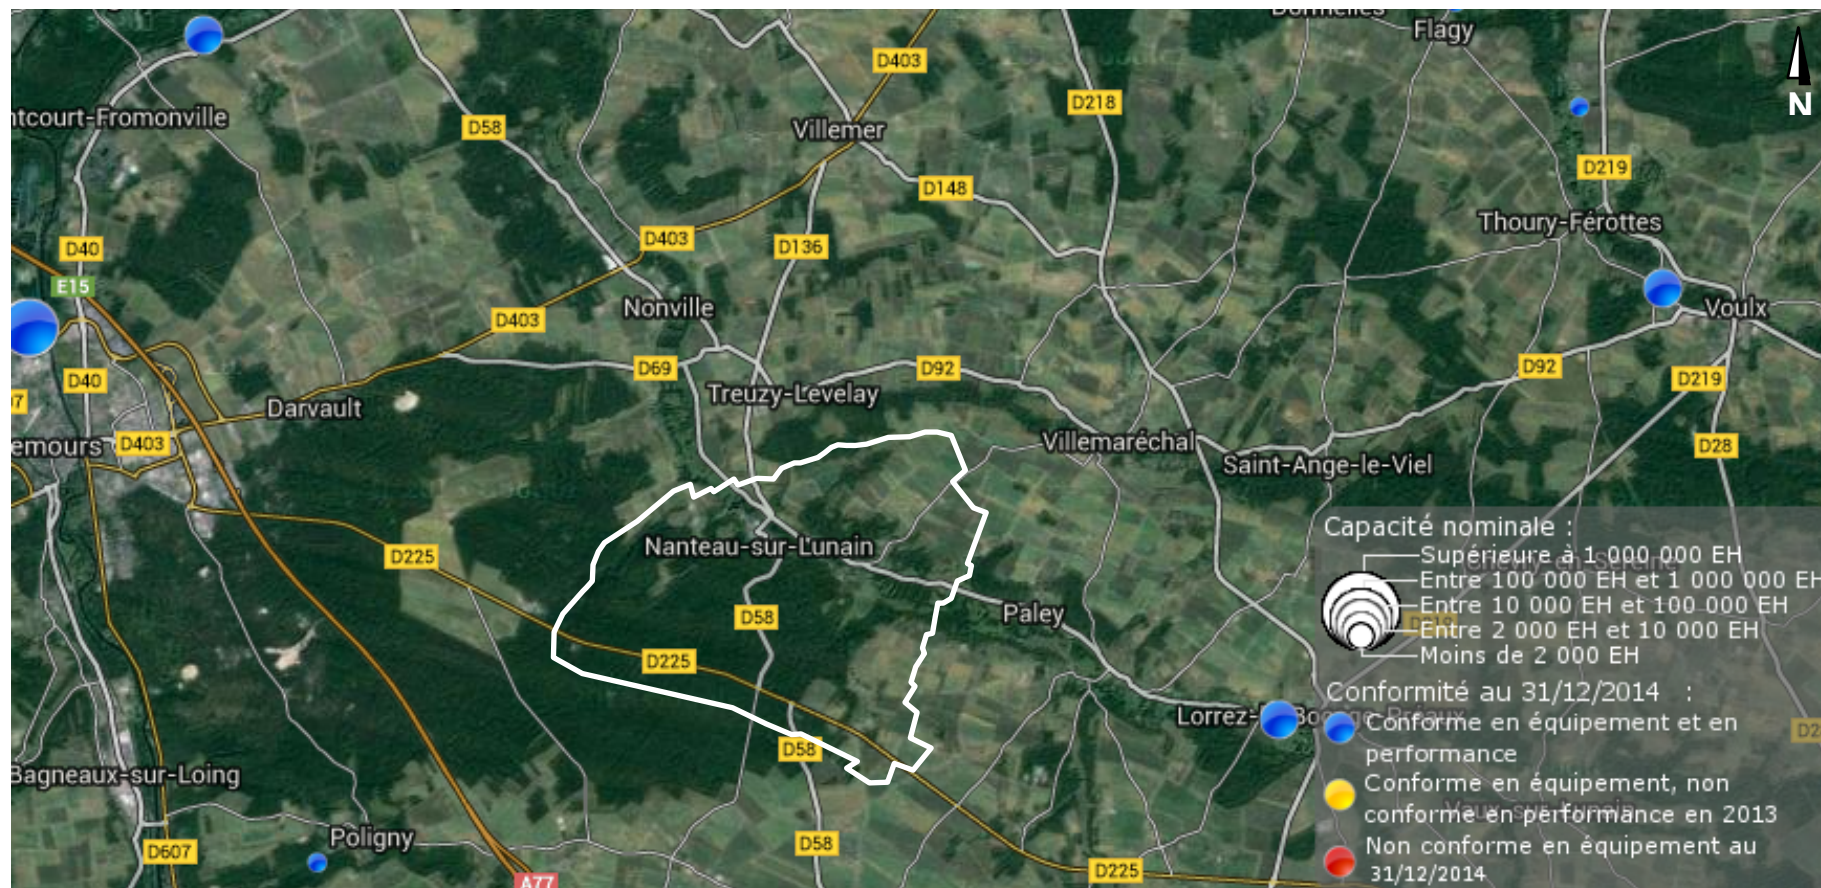 Flagy
D403
N
D218
ntcourt-Fromonville
D58
Villemer
D219
D148
Thoury-Férottes
D403
D136
D40
E15
Nonville
Voulx
D403
D69
D92
D92
D40
D219
Treuzy-Levelay
Darvault
emours
D403
Villemaréchal
D28
Saint-Ange-le-Viel
Capacité nominale :
Supérieure à 1 000 000 EH
Entre 100 000 EH et 1 000 000 EH
Entre 10 000 EH et 100 000 EH
Entre 2 000 EH et 10 000 EH
Moins de 2 000 EH
Nanteau-sur-Lunain
D225
Paley
D58
D225
Conformité au 31/12/2014 :
Conforme en équipement et en
performance
Conforme en équipement, non
conforme en performance en 2013
Non conforme en équipement au
31/12/2014
Lorrez-
D58
Bagneaux-sur-Loing
Vaux-sur-Lunain
Poligny
D607
D58
D225
A77